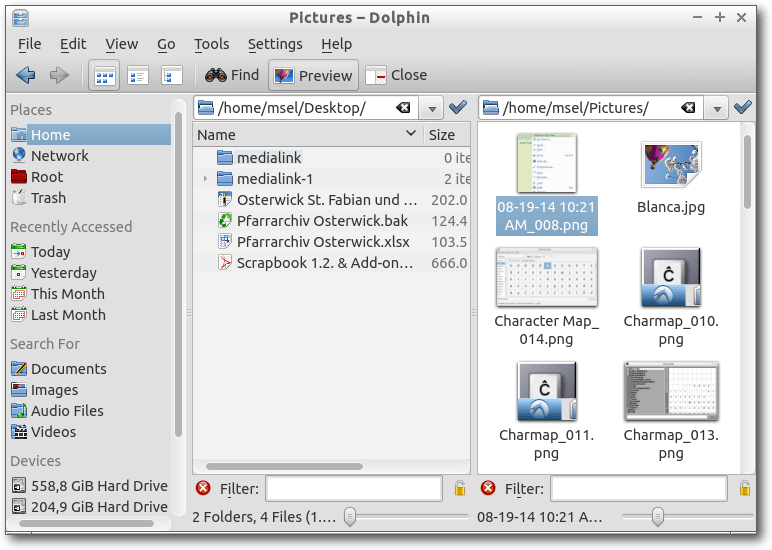 Pictures – Dolphin
File Edit View Go Tools Settings Help
Find Preview Close
Places
Home
Network
Root
Trash
Recently Accessed
Today
Yesterday
This Month
Last Month
Search For
Documents
Images
Audio Files
Videos
Devices
558,8 GiB Hard Drive
204,9 GiB Hard Drive
/home/msel/Desktop/
Name Size
medialink 0 ite
medialink-1 2 ite
Osterwick St. Fabian und ... 202.0
Pfarrarchiv Osterwick.bak 124.4
Pfarrarchiv Osterwick.xlsx 103.5
Scrapbook 1.2. & Add-on... 666.0
Filter:
2 Folders, 4 Files (1....
/home/msel/Pictures/
08-19-14 10:21
AM_008.png
Blanca.jpg
Character Map_
014.png
Charmap_010.
png
Charmap_011.
png
Charmap_013.
png
Filter:
08-19-14 10:21 A...